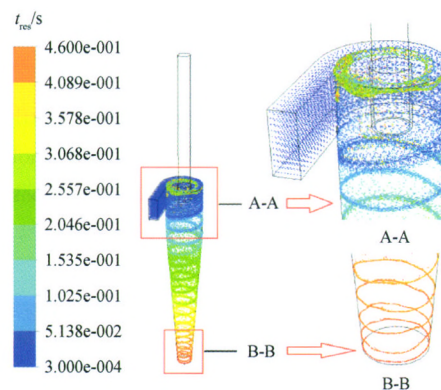 t_res/s
4.600e-001
4.089e-001
3.578e-001
3.068e-001
2.557e-001
2.046e-001
1.535e-001
1.025e-001
5.138e-002
3.000e-004
A-A
A-A
B-B
B-B